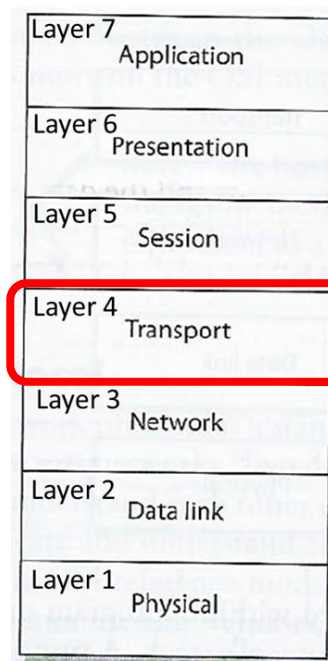 Layer 7
Application
Layer 6
Presentation
Layer 5
Session
Layer 4
Transport
Layer 3
Network
Layer 2
Data link
Layer 1
Physical